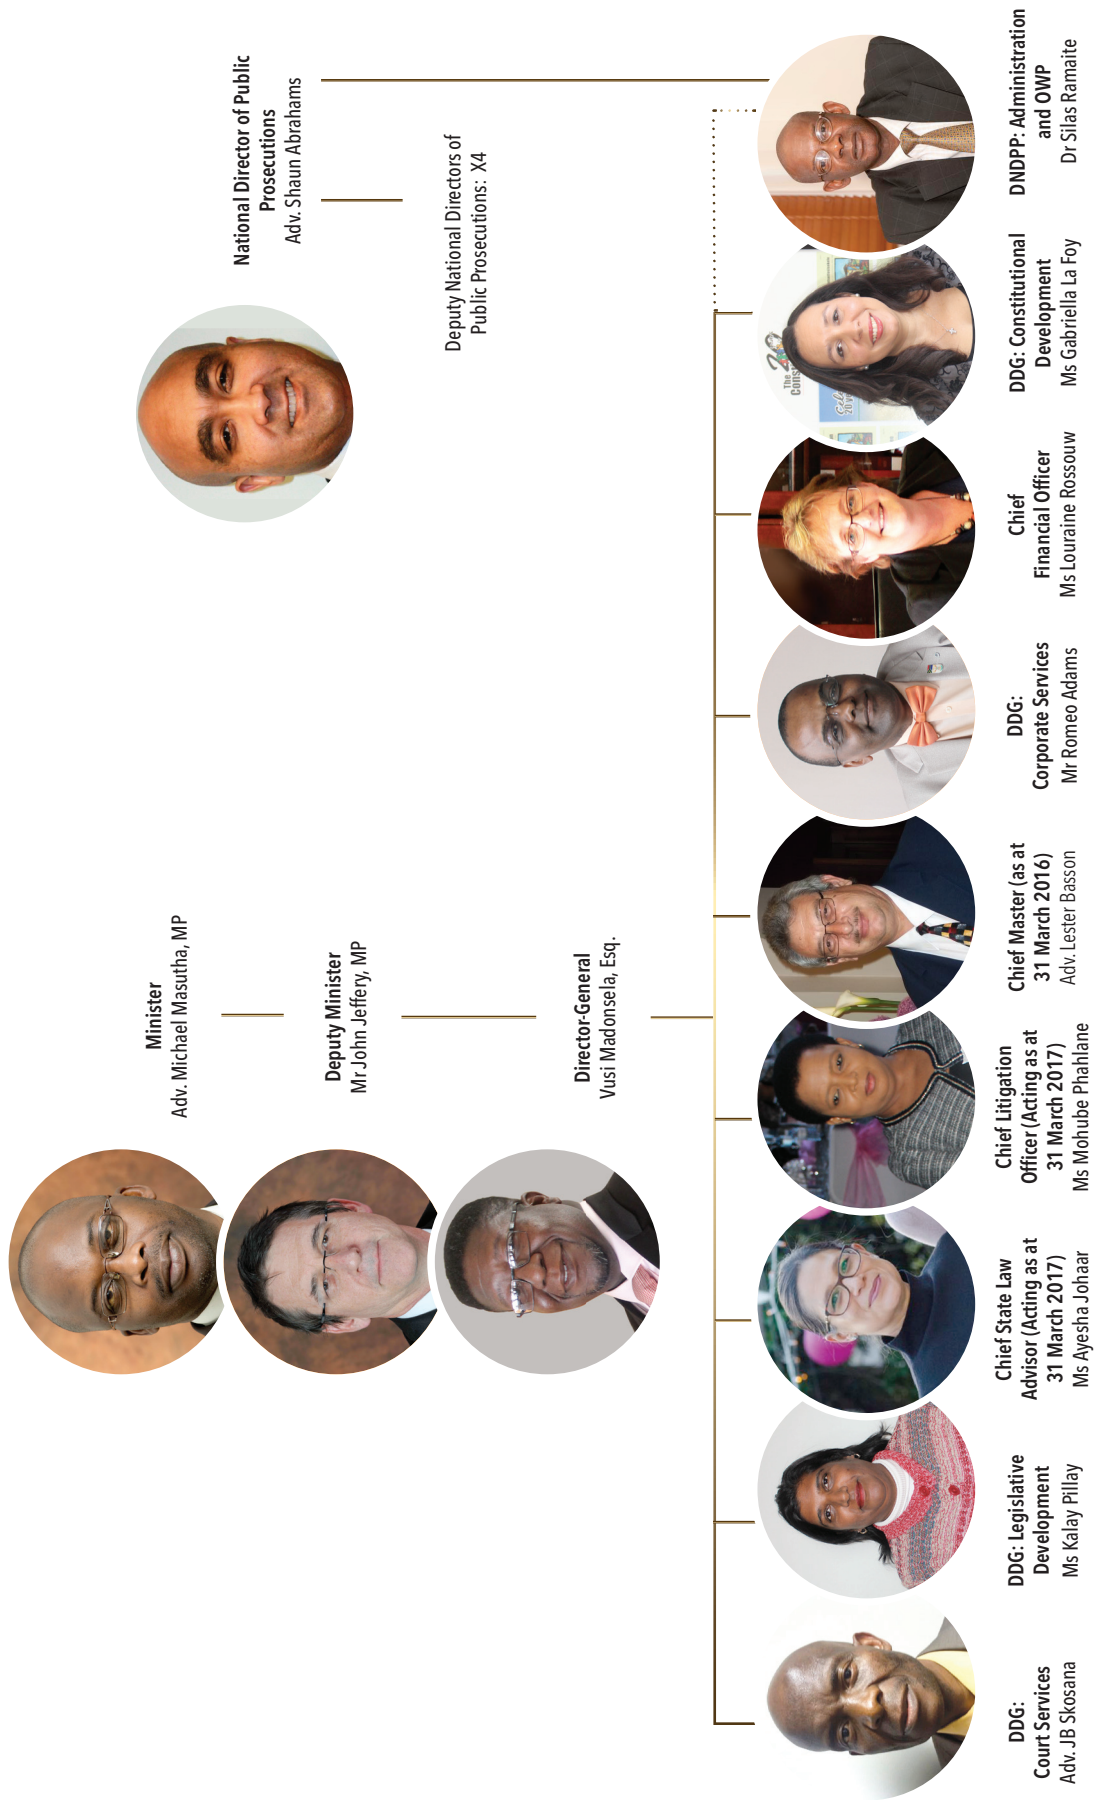 Minister
Adv. Michael Masutha, MP
Deputy Minister
Mr John Jeffery, MP
Director-General
Vusi Madonsela, Esq.
National Director of Public
Prosecutions
Adv. Shaun Abrahams
Deputy National Directors of
Public Prosecutions: X4
DDG:
Court Services
Adv. JB Skosana
DDG: Legislative
Development
Ms Kalay Pillay
Chief State Law
Advisor (Acting as at
31 March 2017)
Ms Ayesha Johaar
Chief Litigation
Officer (Acting as at
31 March 2017)
Ms Mohube Phahlane
Chief Master (as at
31 March 2016)
Adv. Lester Basson
DDG:
Corporate Services
Mr Romeo Adams
Chief
Financial Officer
Ms Louraine Rossouw
The
DDG: Constitutional
Development
Ms Gabriella La Foy
DNDPP: Administration
and OWP
Dr Silas Ramaite